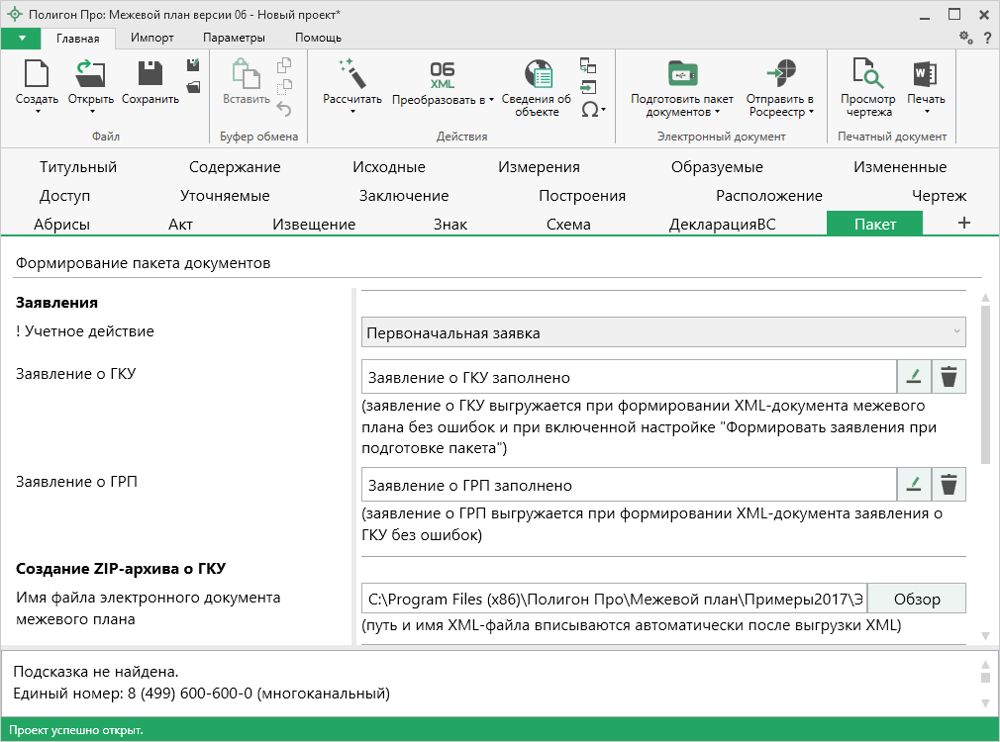 Полигон Про: Межевой план версии 06 - Новый проект*
Главная Импорт Параметры Помощь
?
06
XML
W
Создать Открыть Сохранить Вставить Рассчитать Преобразовать в Сведения об объекте Подготовить пакет документов Отправить в Росреестр Просмотр чертежа Печать
Файл Буфер обмена Действия Электронный документ Печатный документ
Титульный Содержание Исходные Измерения Образуемые Измененные
Доступ Уточняемые Заключение Построения Расположение Чертеж
Абрисы Акт Извещение Знак Схема ДекларацияВС Пакет +
Формирование пакета документов
Заявления
! Учетное действие
Первоначальная заявка
Заявление о ГКУ
Заявление о ГКУ заполнено
(заявление о ГКУ выгружается при формировании XML-документа межевого
плана без ошибок и при включенной настройке "Формировать заявления при
подготовке пакета")
Заявление о ГРП
Заявление о ГРП заполнено
(заявление о ГРП выгружается при формировании XML-документа заявления о
ГКУ без ошибок)
Создание ZIP-архива о ГКУ
Имя файла электронного документа
межевого плана
C:\Program Files (x86)\Полигон Про\Межевой план\Примеры2017\Э
Обзор
(путь и имя XML-файла вписываются автоматически после выгрузки XML)
Подсказка не найдена.
Единый номер: 8 (499) 600-600-0 (многоканальный)
Проект успешно открыт.